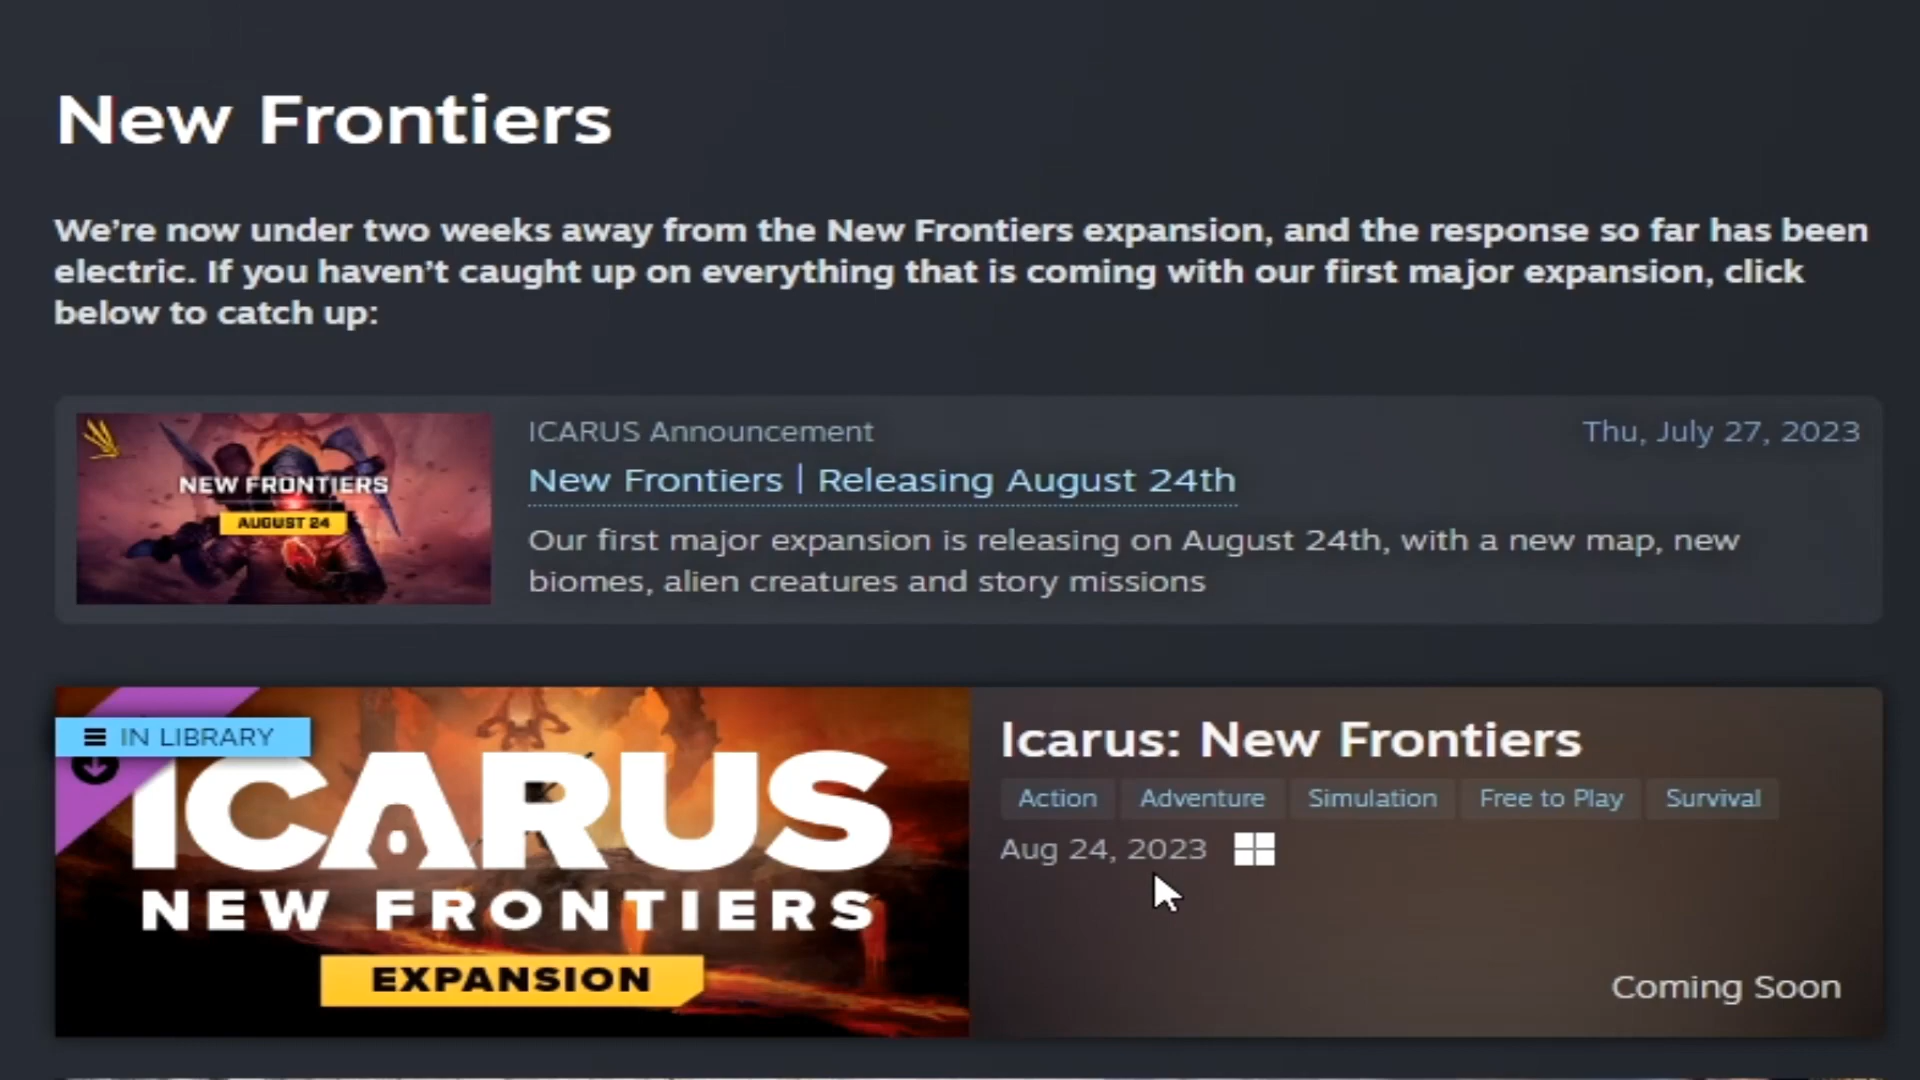 New Frontiers
We're now under two weeks away from the New Frontiers expansion, and the response so far has been
electric. If you haven't caught up on everything that is coming with our first major expansion, click
below to catch up:
NEW FRONTIERS
AUGUST 24
ICARUS Announcement
Thu, July 27, 2023
New Frontiers | Releasing August 24th
Our first major expansion is releasing on August 24th, with a new map, new
biomes, alien creatures and story missions
IN LIBRARY
ICARUS
NEW FRONTIERS
EXPANSION
Icarus: New Frontiers
Action Adventure Simulation Free to Play Survival
Aug 24, 2023
Coming Soon